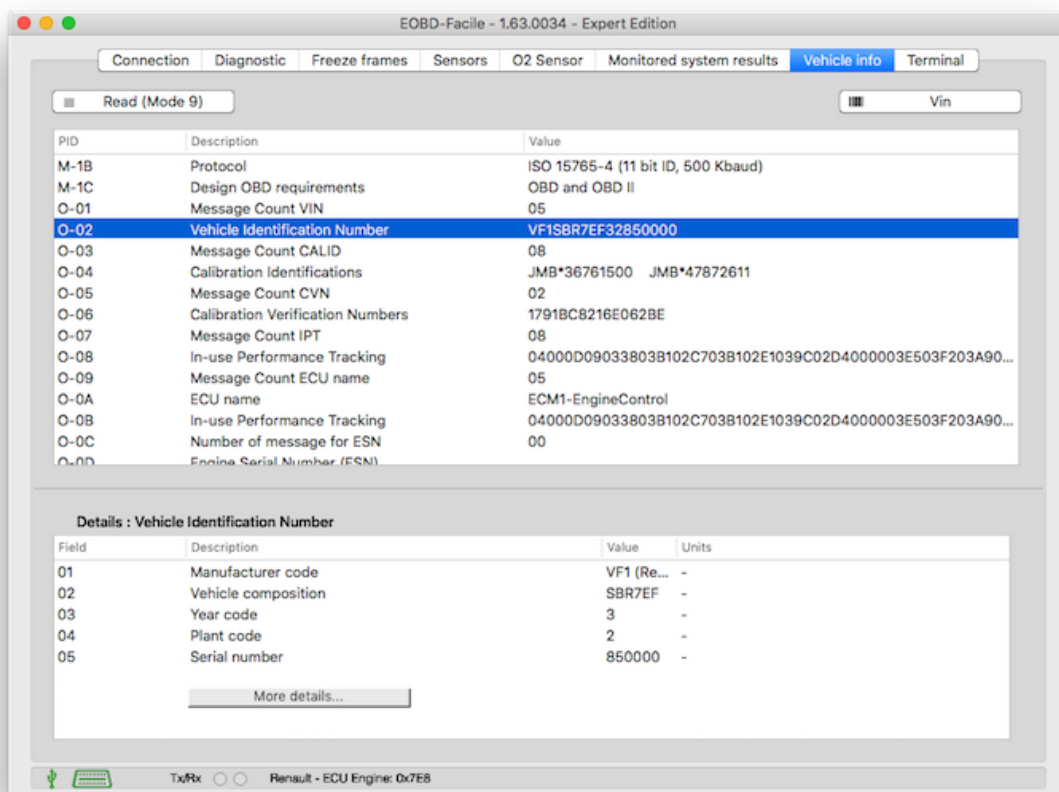 EOBD-Facile - 1.63.0034 - Expert Edition
Connection Diagnostic Freeze frames Sensors O2 Sensor Monitored system results Vehicle info Terminal
Read (Mode 9) Vin
PID Description Value
M-1B Protocol ISO 15765-4 (11 bit ID, 500 Kbaud)
M-1C Design OBD requirements OBD and OBD II
O-01 Message Count VIN 05
O-02 Vehicle Identification Number VF1SBR7EF32850000
O-03 Message Count CALID 08
O-04 Calibration Identifications JMB*36761500 JMB*47872611
O-05 Message Count CVN 02
O-06 Calibration Verification Numbers 1791BC8216E062BE
O-07 Message Count IPT 08
O-08 In-use Performance Tracking 04000D09033803B102C703B102E1039C02D4000003E503F203A90...
O-09 Message Count ECU name 05
O-0A ECU name ECM1-EngineControl
O-0B In-use Performance Tracking 04000D09033803B102C703B102E1039C02D4000003E503F203A90...
O-0C Number of message for ESN 00
O-0D Engine Serial Number (ESN)
Details : Vehicle Identification Number
Field Description Value Units
01 Manufacturer code VF1 (Re... -
02 Vehicle composition SBR7EF -
03 Year code 3 -
04 Plant code 2 -
05 Serial number 850000 -
More details...
Tx/Rx Renault - ECU Engine: 0x7E8